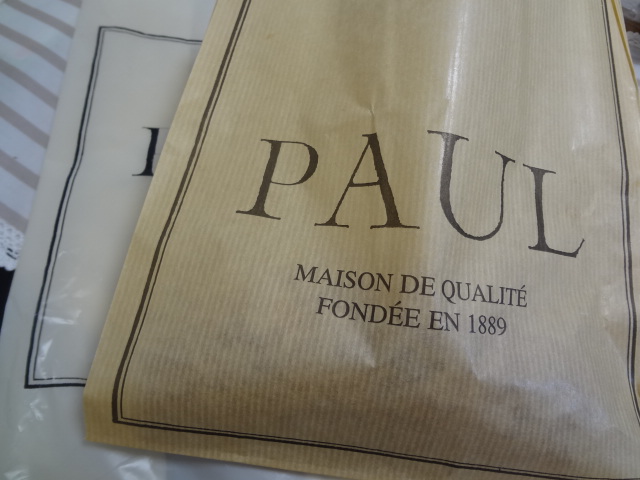 PAUL
MAISON DE QUALITÉ
FONDÉE EN 1889